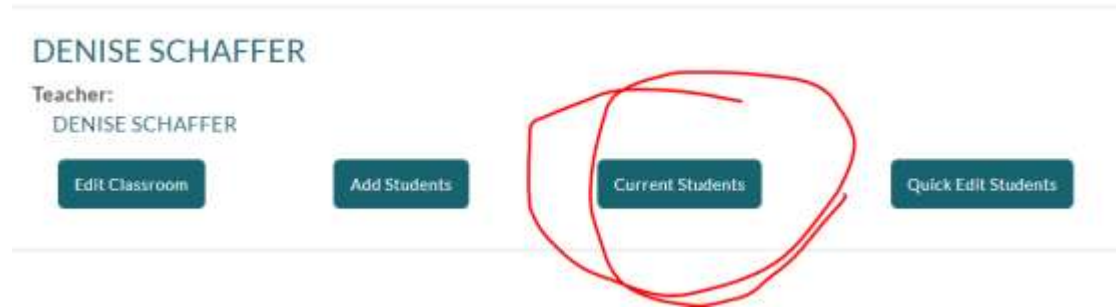 DENISE SCHAFFER
Teacher:
DENISE SCHAFFER
Edit Classroom
Add Students
Current Students
Quick Edit Students